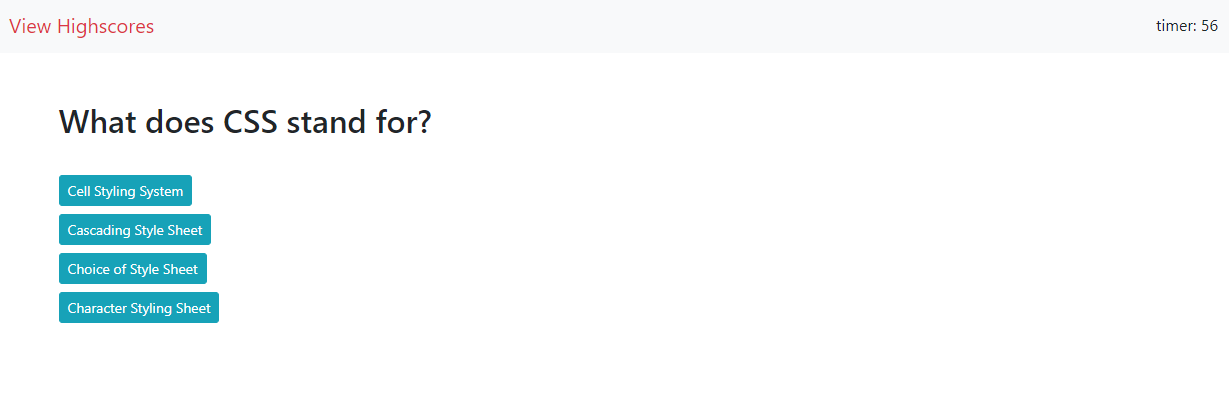 View Highscores
timer: 56
What does CSS stand for?
Cell Styling System
Cascading Style Sheet
Choice of Style Sheet
Character Styling Sheet